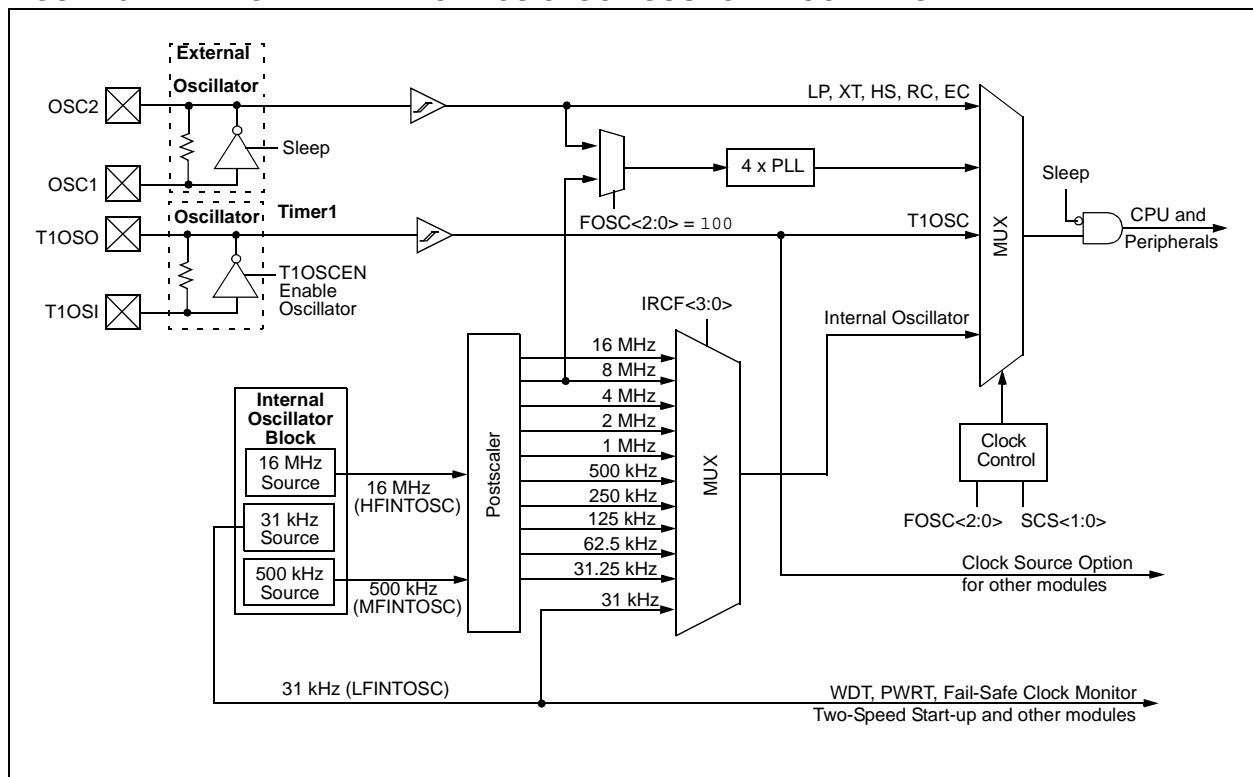 External
Oscillator
OSC2
Sleep
OSC1
LP, XT, HS, RC, EC
4 x PLL
FOSC<2:0> = 100
Sleep
CPU and
Peripherals
Oscillator
Timer1
T1OSO
T1OSCEN
Enable
Oscillator
T1OSI
T1OSC
MUX
IRCF<3:0>
Internal Oscillator
Internal
Oscillator
Block
16 MHz
Source
31 kHz
Source
500 kHz
Source
16 MHz
(HFINTOSC)
500 kHz
(MFINTOSC)
Postscaler
16 MHz
8 MHz
4 MHz
2 MHz
1 MHz
500 kHz
250 kHz
125 kHz
62.5 kHz
31.25 kHz
31 kHz
MUX
Clock
Control
FOSC<2:0>
SCS<1:0>
Clock Source Option
for other modules
31 kHz (LFINTOSC)
WDT, PWRT, Fail-Safe Clock Monitor
Two-Speed Start-up and other modules